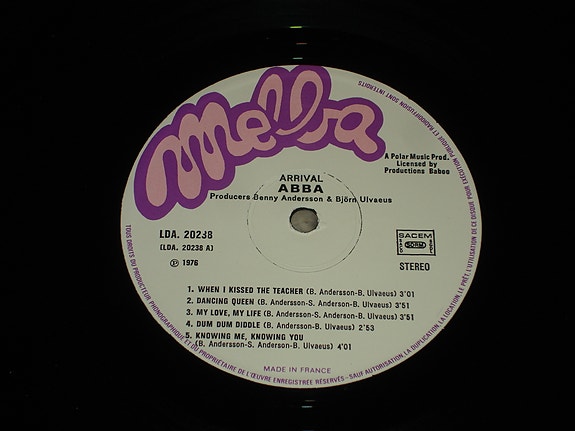 Melba
ARRIVAL
ABBA
Producers Benny Andersson & Björn Ulvaeus
A Polar Music Prod.
Licensed by
Productions Baboo
LDA. 20238
(LDA. 20238 A)
Ⓟ 1976
SACEM
SDRM
STEREO
1. WHEN I KISSED THE TEACHER (B. Andersson-B. Ulvaeus) 3'01
2. DANCING QUEEN (B. Andersson-S. Anderson-B. Ulvaeus) 3'51
3. MY LOVE, MY LIFE (B. Andersson-S. Anderson-B. Ulvaeus) 3'51
4. DUM DUM DIDDLE (B. Andersson-B. Ulvaeus) 2'53
5. KNOWING ME, KNOWING YOU
(B. Andersson-S. Anderson-B. Ulvaeus) 4'01
MADE IN FRANCE
TOUS DROITS DU PRODUCTEUR PHONOGRAPHIQUE ET DU PROPRIÉTAIRE DE L'ŒUVRE ENREGISTRÉE RÉSERVÉS - SAUF AUTORISATION, LA DUPLICATION, LA LOCATION, LE PRÊT, L'UTILISATION DE CE DISQUE POUR EXÉCUTION PUBLIQUE ET RADIODIFFUSION SONT INTERDITS